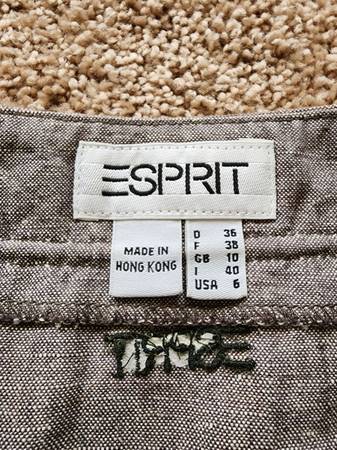 ESPRIT
MADE IN
HONG KONG
D 36
F 38
GB 10
I 40
USA 6